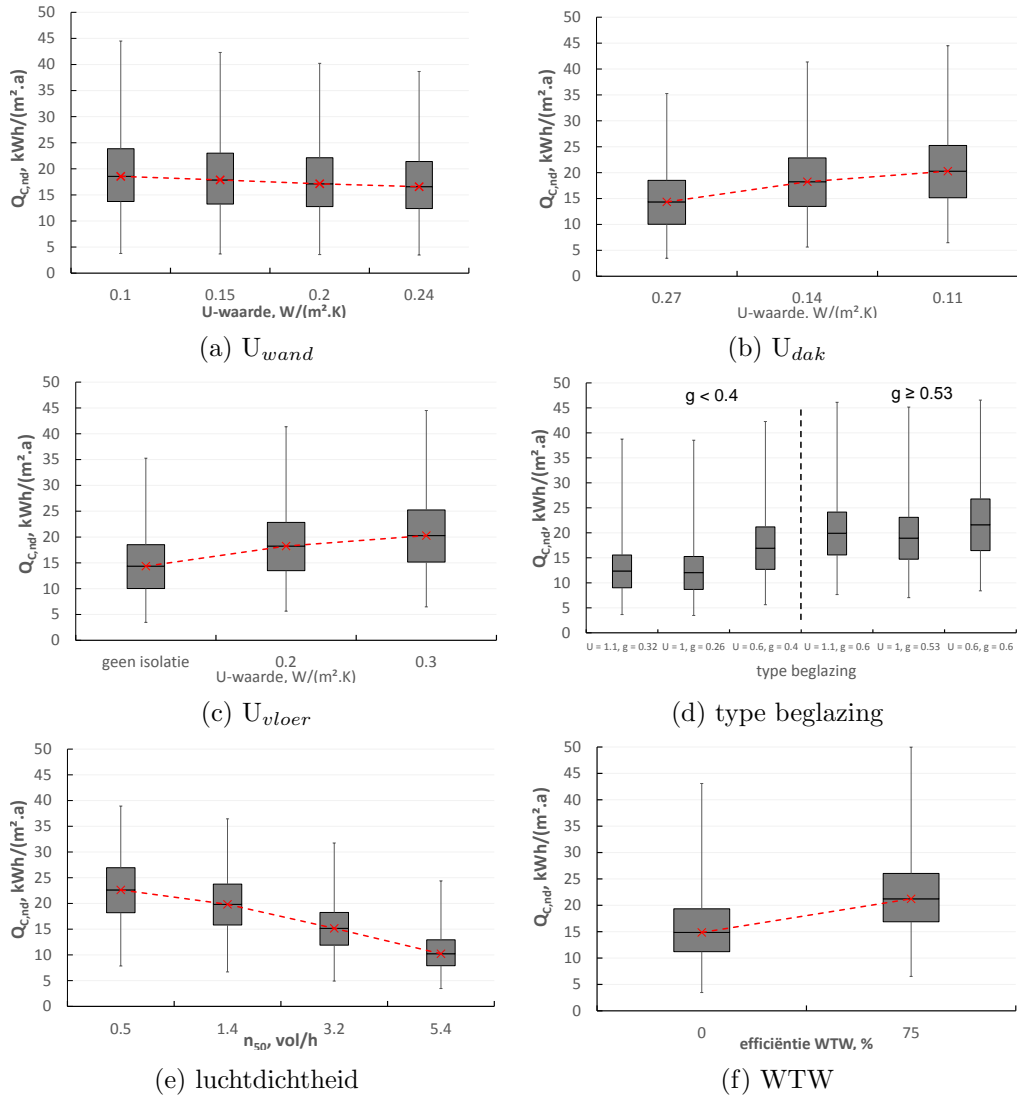 50
45
40
35
30
25
20
15
10
5
0
Q_C,nd, kWh/(m².a)
0.1 0.15 0.2 0.24
U-waarde, W/(m².K)
(a) U_wand
50
45
40
35
30
25
20
15
10
5
0
Q_C,nd, kWh/(m².a)
0.27 0.14 0.11
U-waarde, W/(m².K)
(b) U_dak
50
45
40
35
30
25
20
15
10
5
0
Q_C,nd, kWh/(m².a)
geen isolatie 0.2 0.3
U-waarde, W/(m².K)
(c) U_vloer
50
45
40
35
30
25
20
15
10
5
0
Q_C,nd, kWh/(m².a)
g < 0.4 g ≥ 0.53
U = 1.1, g = 0.32 U = 1, g = 0.26 U = 0.6, g = 0.4 U = 1.1, g = 0.6 U = 1, g = 0.53 U = 0.6, g = 0.6
type beglazing
(d) type beglazing
50
45
40
35
30
25
20
15
10
5
0
Q_C,nd, kWh/(m².a)
0.5 1.4 3.2 5.4
n₅₀, vol/h
(e) luchtdichtheid
50
45
40
35
30
25
20
15
10
5
0
Q_C,nd, kWh/(m².a)
0 75
efficiëntie WTW, %
(f) WTW